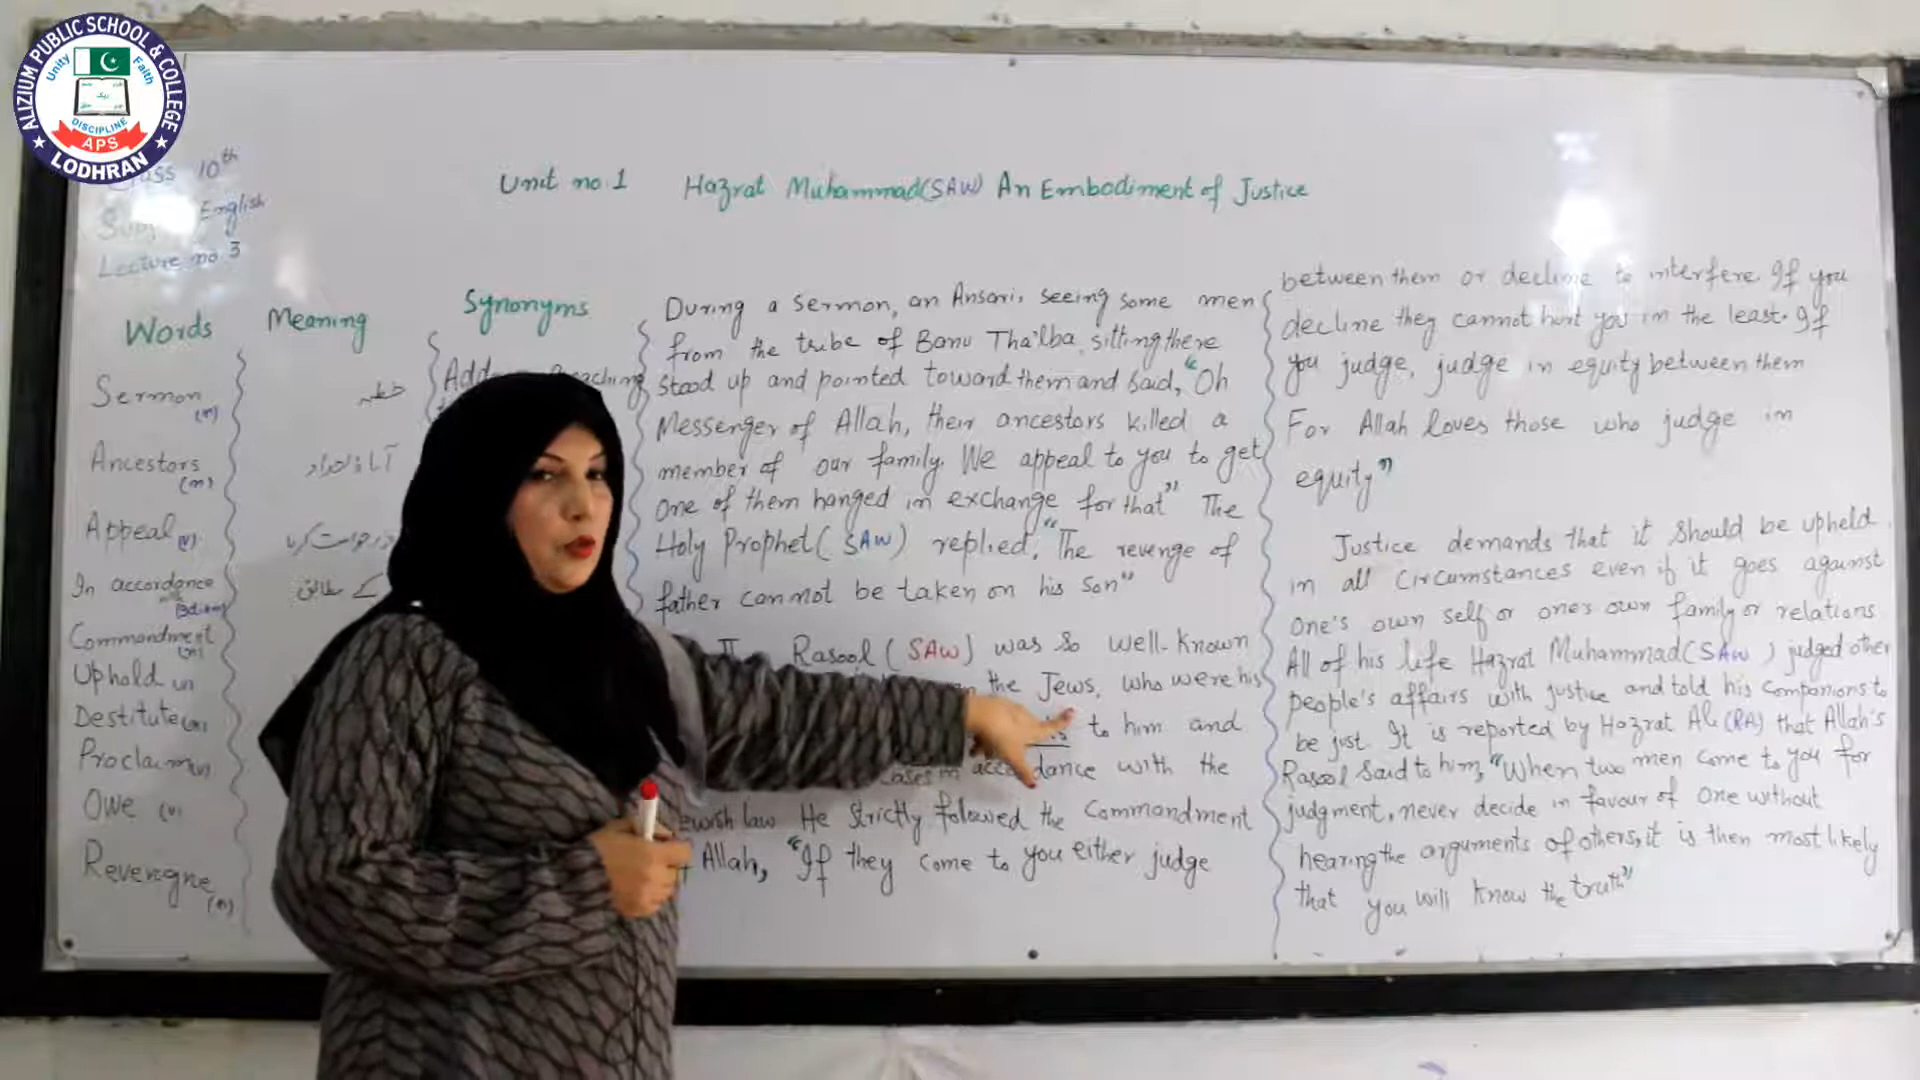 ALIZIUM PUBLIC SCHOOL & COLLEGE
Unity
Faith
DISCIPLINE
APS
LODHRAN
Class 10th
English
Lecture no 3
Unit no.1 Hazrat Muhammad(SAW) An Embodiment of Justice
Words
Meaning
Synonyms
Sermon (n)
خطبہ
Ancestors (n)
Appeal (v)
درخواست کرنا
In accordance with
کے مطابق
Commandment (n)
Uphold (v)
Destitute (n)
Proclaim (v)
Owe (v)
Revengne (n)
During a sermon, an Ansari, seeing some men
from the tribe of Banu Tha'lba, sitting there
stood up and pointed toward them and said, "Oh
Messenger of Allah, their ancestors killed a
member of our family. We appeal to you to get
one of them hanged in exchange for that" The
Holy Prophet (SAW) replied, "The revenge of
father cannot be taken on his son"
Rasool (SAW) was so well-known
the Jews, who were his
to him and
cases in accordance with the
Jewish law He strictly followed the Commandment
of Allah, "If they come to you either judge
between them or decline to interfere. If you
decline they cannot hurt you in the least. If
you judge, judge in equity between them
For Allah loves those who judge in
equity"
Justice demands that it should be upheld
in all circumstances even if it goes against
one's own self or one's own family or relations
All of his life Hazrat Muhammad(SAW) judged other
people's affairs with justice and told his companions to
be just. It is reported by Hazrat Ali (RA) that Allah's
Rasool said to him, "When two men come to you for
judgment, never decide in favour of one without
hearing the arguments of others, it is then most likely
that you will know the truth"